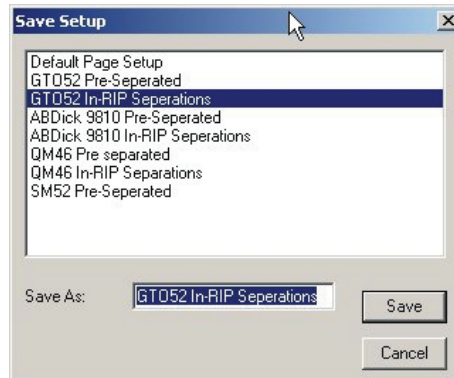 Save Setup
Default Page Setup
GTO52 Pre-Seperated
GTO52 In-RIP Seperations
ABDick 9810 Pre-Seperated
ABDick 9810 In-RIP Seperations
QM46 Pre separated
QM46 In-RIP Separations
SM52 Pre-Seperated
Save As: GTO52 In-RIP Seperations
Save
Cancel